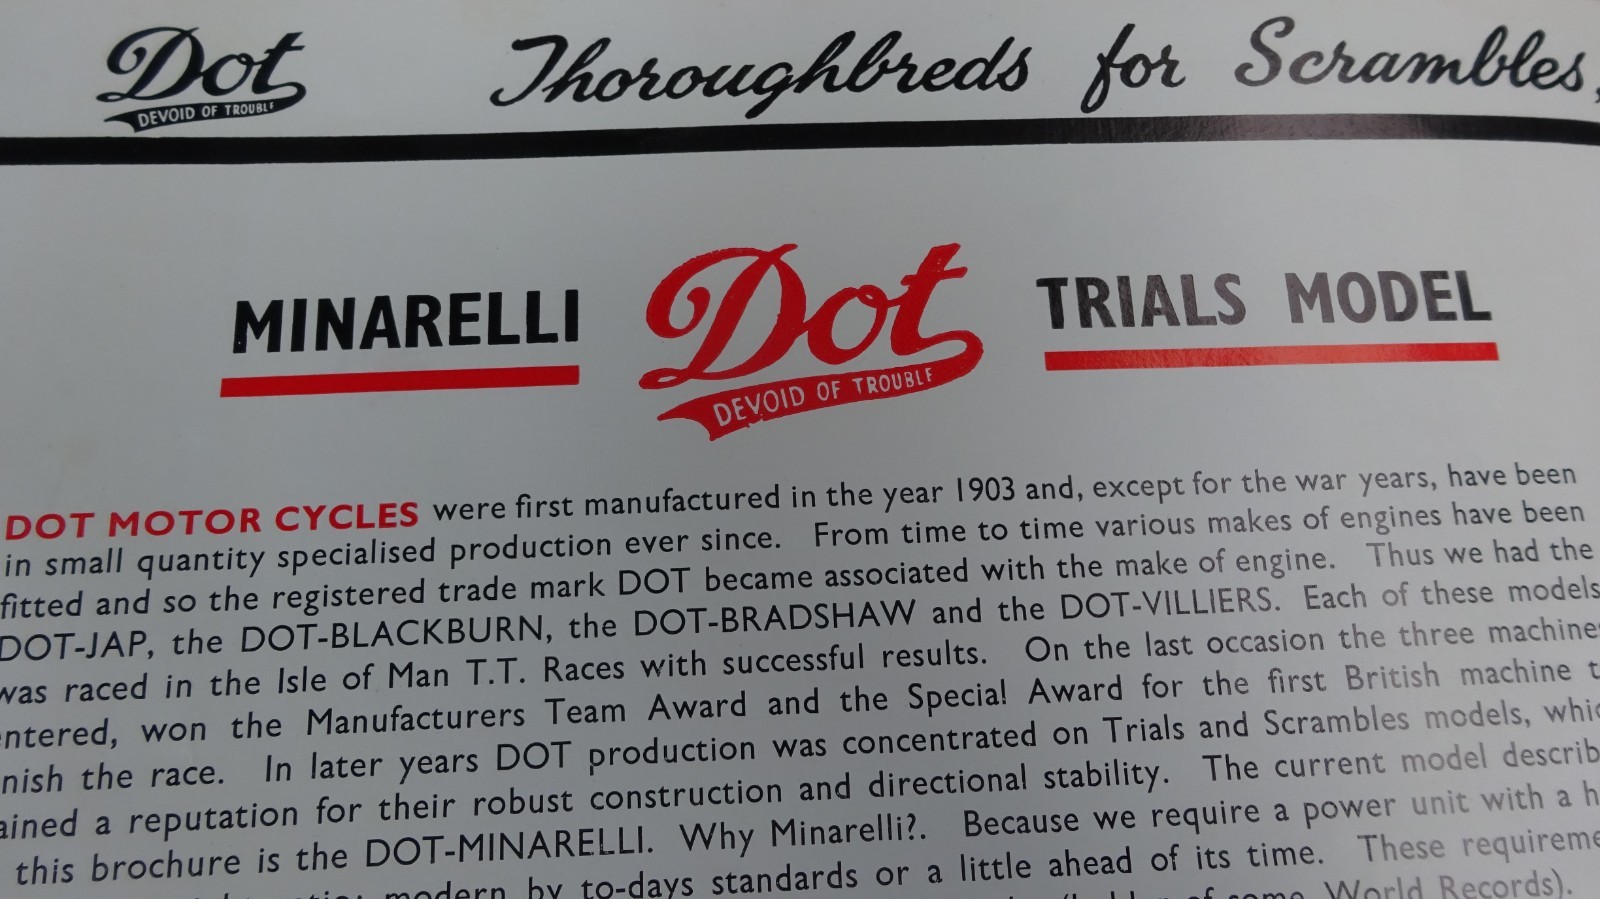 Dot Thoroughbreds for Scrambles,
DEVOID OF TROUBLE
MINARELLI Dot TRIALS MODEL
DEVOID OF TROUBLE
DOT MOTOR CYCLES were first manufactured in the year 1903 and, except for the war years, have been
in small quantity specialised production ever since. From time to time various makes of engines have been
fitted and so the registered trade mark DOT became associated with the make of engine. Thus we had the
DOT-JAP, the DOT-BLACKBURN, the DOT-BRADSHAW and the DOT-VILLIERS. Each of these models
was raced in the Isle of Man T.T. Races with successful results. On the last occasion the three machine
ntered, won the Manufacturers Team Award and the Special Award for the first British machine t
nish the race. In later years DOT production was concentrated on Trials and Scrambles models, whic
ained a reputation for their robust construction and directional stability. The current model describ
this brochure is the DOT-MINARELLI. Why Minarelli?. Because we require a power unit with a h
modern by to-days standards or a little ahead of its time. These requireme
of some World Records).